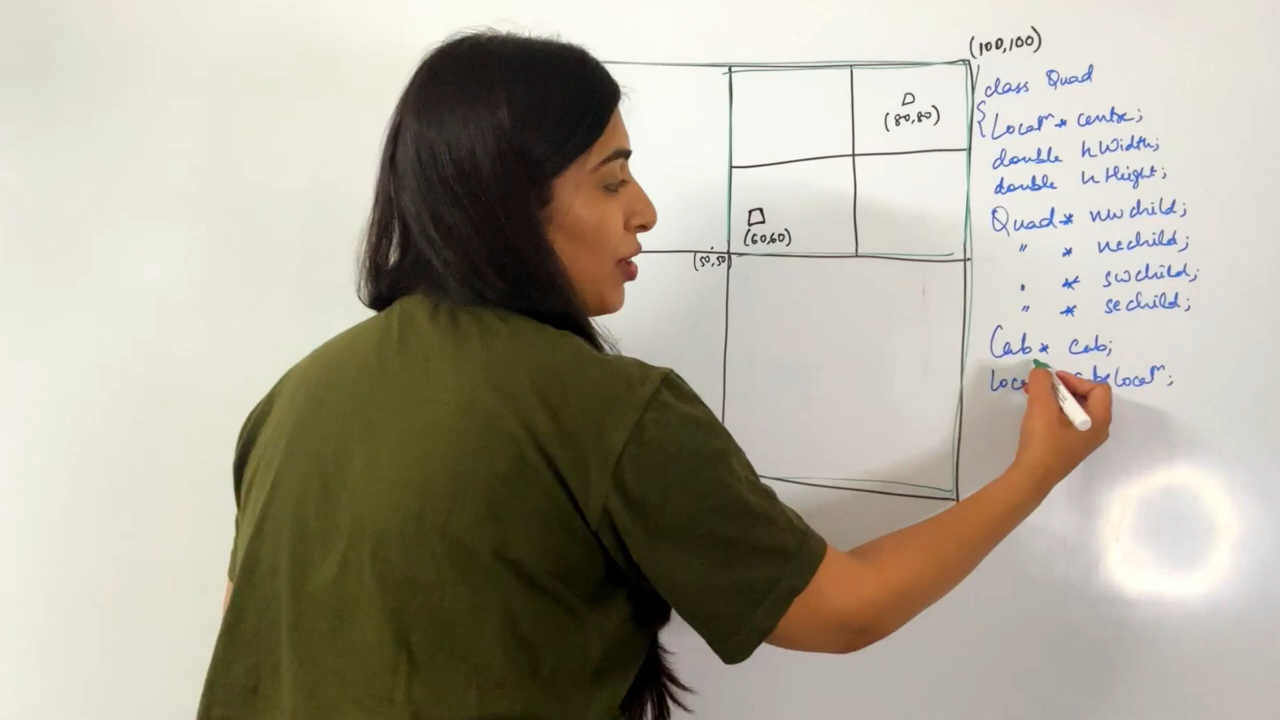 (100,100)
class Quad
{
Locatⁿ * centre;
(80,80)
double hWidth;
double hHeight;
Quad* nwchild;
" * nechild;
(60,60)
(50,50)
" * swchild;
" * sechild;
Cab* cab;
Locatⁿ;